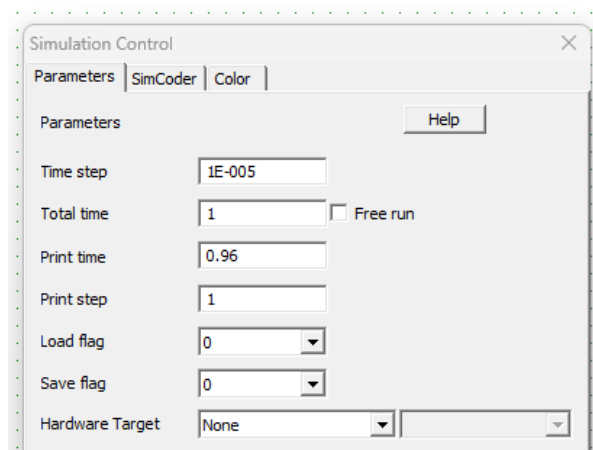 Simulation Control
Parameters SimCoder Color
Parameters Help
Time step 1E-005
Total time 1 Free run
Print time 0.96
Print step 1
Load flag 0
Save flag 0
Hardware Target None